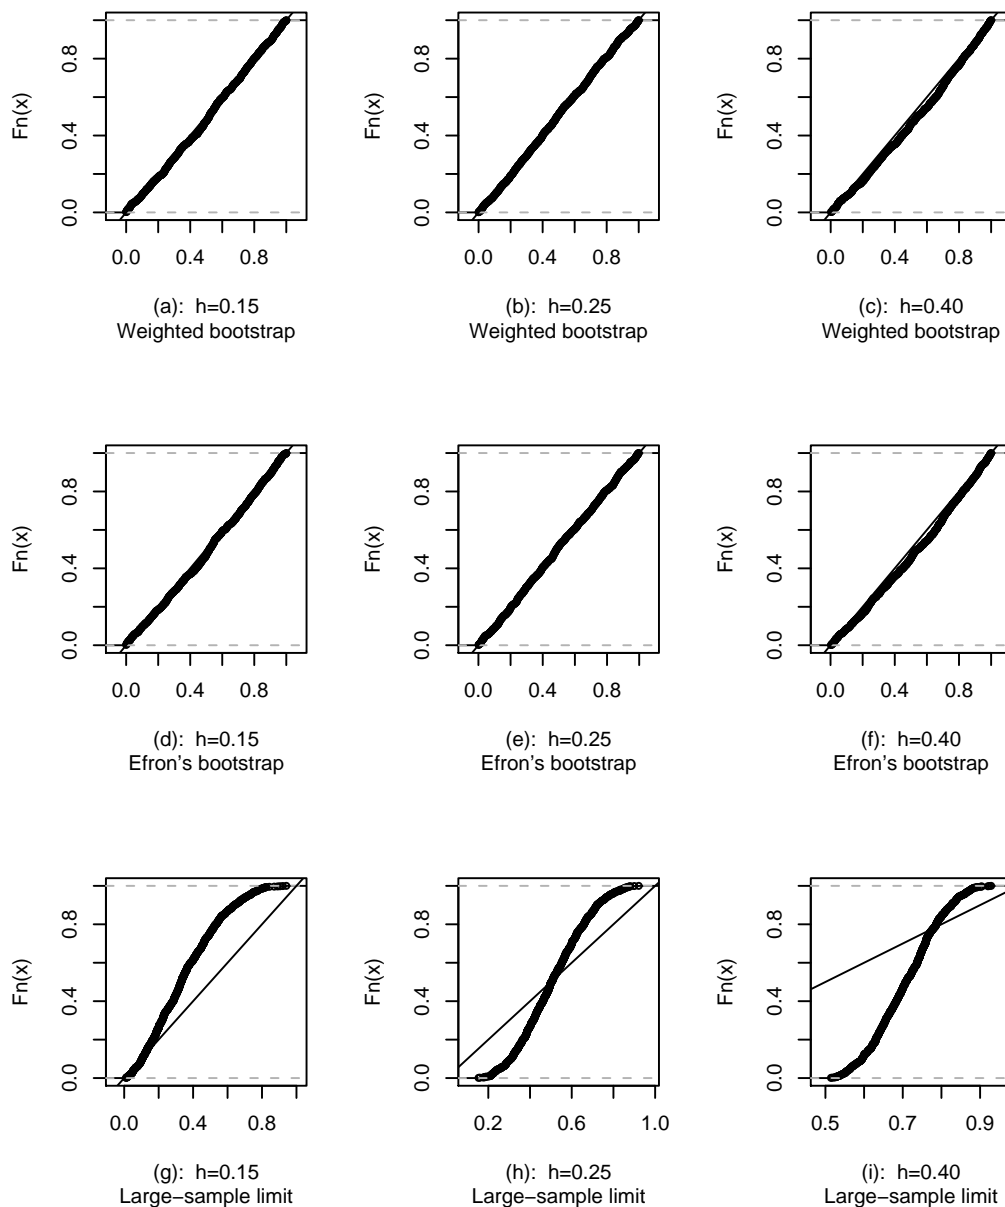 Fn(x)
0.0 0.4 0.8
0.0 0.4 0.8
(a): h=0.15
Weighted bootstrap
Fn(x)
0.0 0.4 0.8
0.0 0.4 0.8
(b): h=0.25
Weighted bootstrap
Fn(x)
0.0 0.4 0.8
0.0 0.4 0.8
(c): h=0.40
Weighted bootstrap
Fn(x)
0.0 0.4 0.8
0.0 0.4 0.8
(d): h=0.15
Efron's bootstrap
Fn(x)
0.0 0.4 0.8
0.0 0.4 0.8
(e): h=0.25
Efron's bootstrap
Fn(x)
0.0 0.4 0.8
0.0 0.4 0.8
(f): h=0.40
Efron's bootstrap
Fn(x)
0.0 0.4 0.8
0.0 0.4 0.8
(g): h=0.15
Large−sample limit
Fn(x)
0.0 0.4 0.8
0.2 0.6 1.0
(h): h=0.25
Large−sample limit
Fn(x)
0.0 0.4 0.8
0.5 0.7 0.9
(i): h=0.40
Large−sample limit